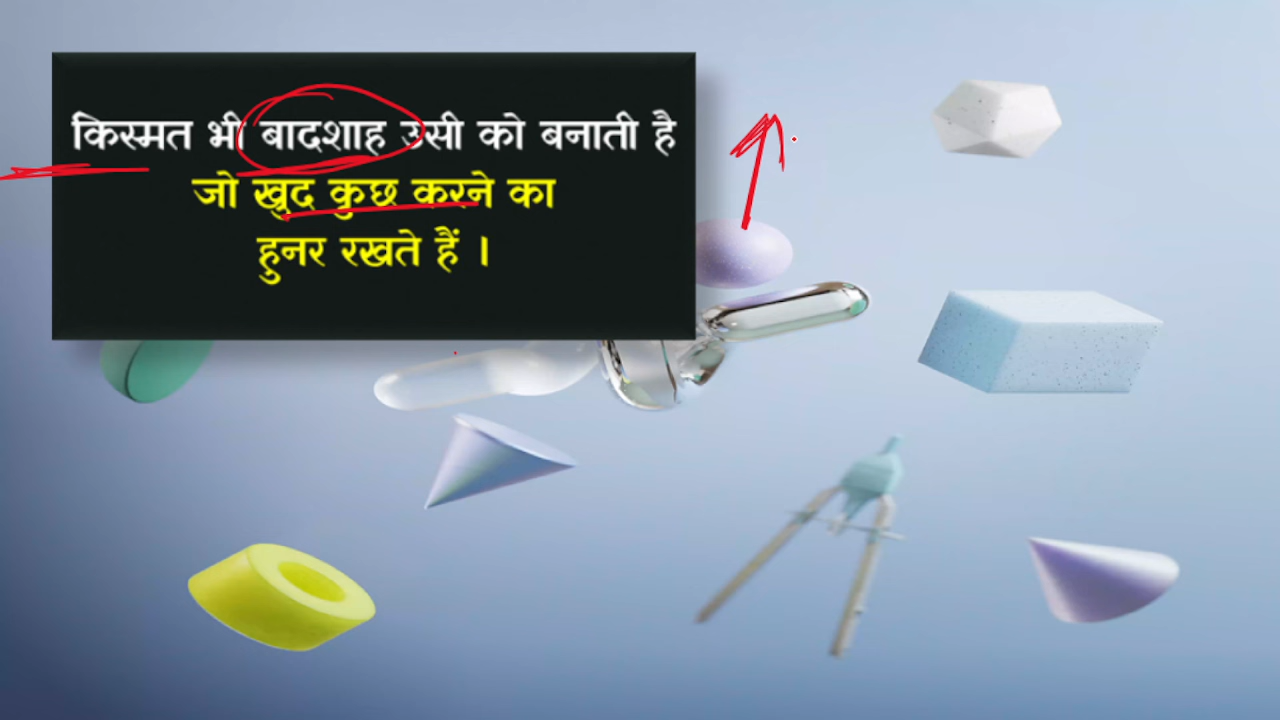 किस्मत भी बादशाह उसी को बनाती है
जो खुद कुछ करने का
हुनर रखते हैं ।